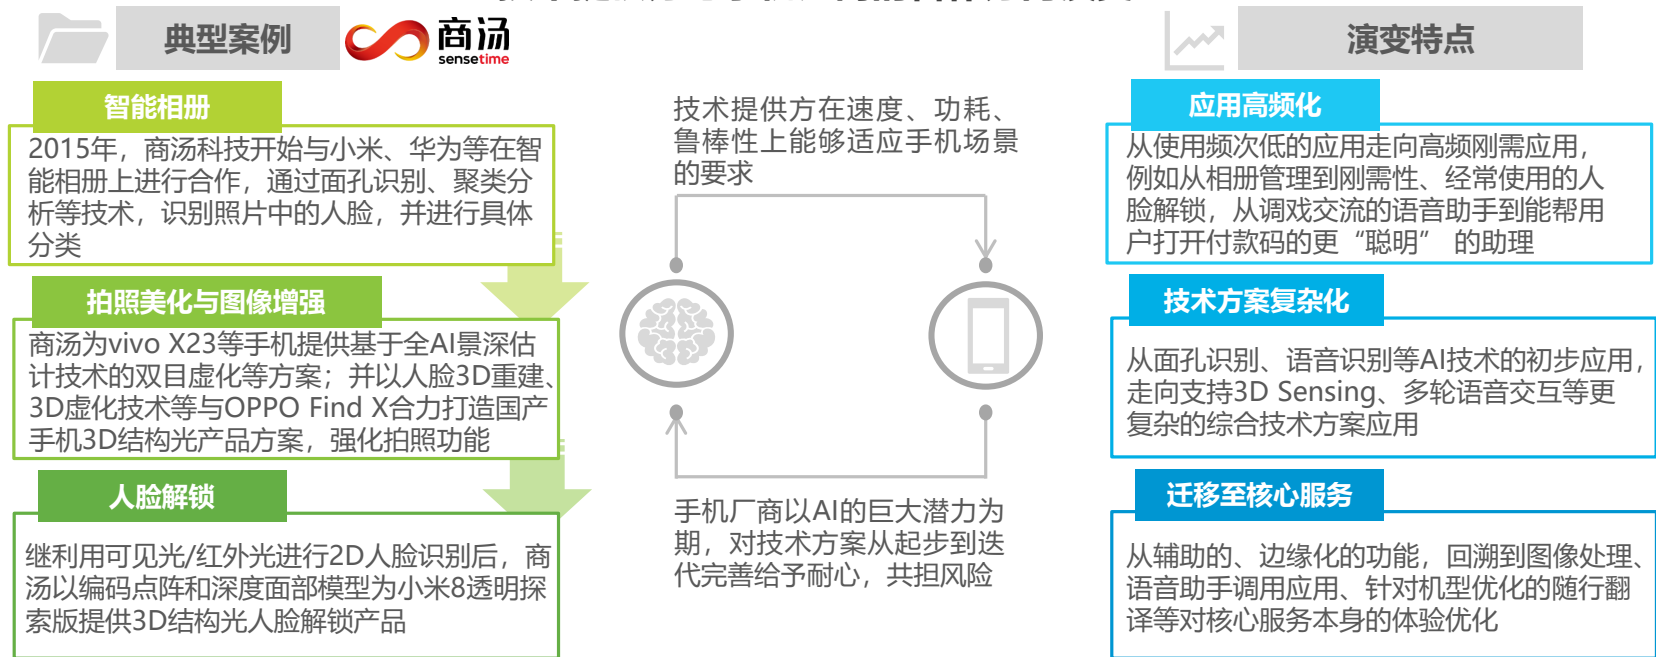 典型案例
商汤
sensetime
演变特点
智能相册
2015年，商汤科技开始与小米、华为等在智
能相册上进行合作，通过面孔识别、聚类分
析等技术，识别照片中的人脸，并进行具体
分类
拍照美化与图像增强
商汤为vivo X23等手机提供基于全AI景深估
计技术的双目虚化等方案；并以人脸3D重建、
3D虚化技术等与OPPO Find X合力打造国产
手机3D结构光产品方案，强化拍照功能
人脸解锁
继利用可见光/红外光进行2D人脸识别后，商
汤以编码点阵和深度面部模型为小米8透明探
索版提供3D结构光人脸解锁产品
技术提供方在速度、功耗、
鲁棒性上能够适应手机场景
的要求
手机厂商以AI的巨大潜力为
期，对技术方案从起步到迭
代完善给予耐心，共担风险
应用高频化
从使用频次低的应用走向高频刚需应用，
例如从相册管理到刚需性、经常使用的人
脸解锁，从调戏交流的语音助手到能帮用
户打开付款码的更“聪明” 的助理
技术方案复杂化
从面孔识别、语音识别等AI技术的初步应用，
走向支持3D Sensing、多轮语音交互等更
复杂的综合技术方案应用
迁移至核心服务
从辅助的、边缘化的功能，回溯到图像处理、
语音助手调用应用、针对机型优化的随行翻
译等对核心服务本身的体验优化